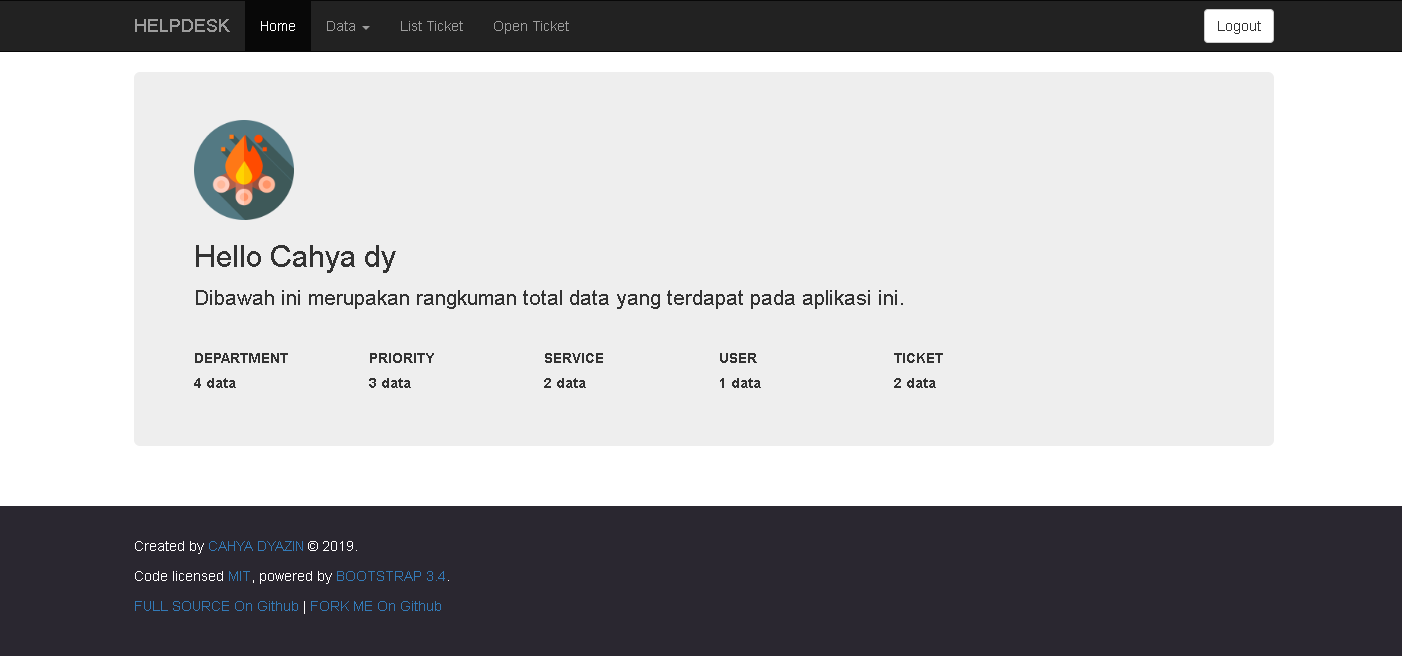 HELPDESK Home Data List Ticket Open Ticket Logout
Hello Cahya dy
Dibawah ini merupakan rangkuman total data yang terdapat pada aplikasi ini.
DEPARTMENT PRIORITY SERVICE USER TICKET
4 data 3 data 2 data 1 data 2 data
Created by CAHYA DYAZIN © 2019.
Code licensed MIT, powered by BOOTSTRAP 3.4.
FULL SOURCE On Github | FORK ME On Github